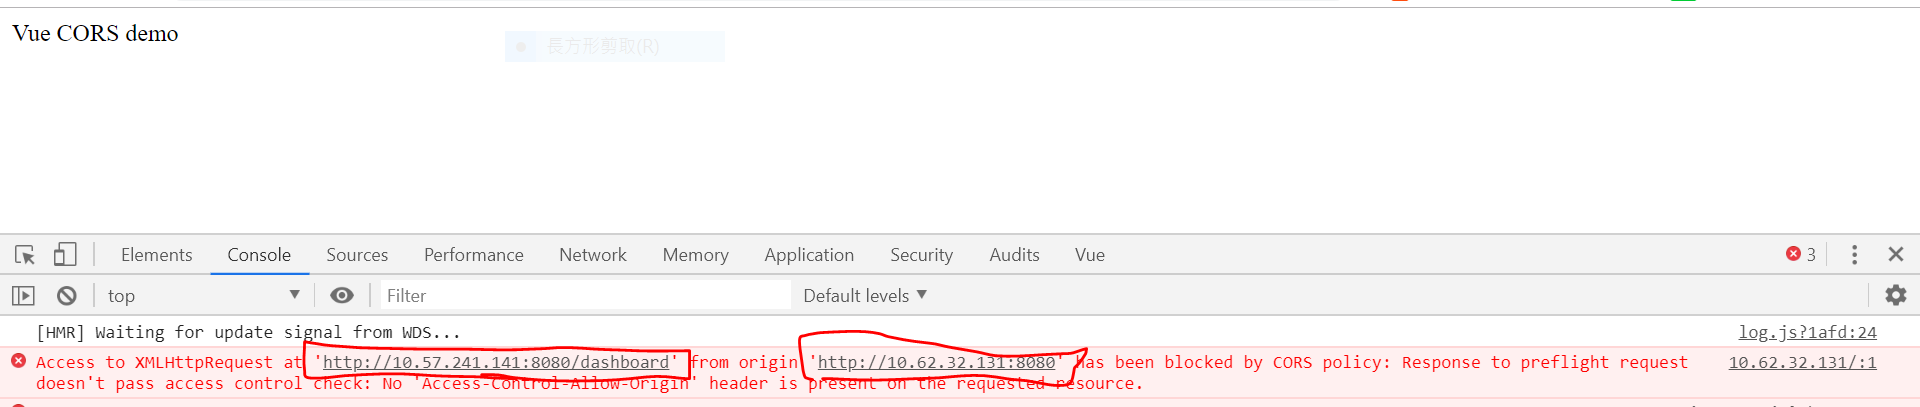 Vue CORS demo
長方形剪取(R)
Elements Console Sources Performance Network Memory Application Security Audits Vue 3
top Filter Default levels
[HMR] Waiting for update signal from WDS... log.js?1afd:24
Access to XMLHttpRequest at 'http://10.57.241.141:8080/dashboard' from origin 'http://10.62.32.131:8080' has been blocked by CORS policy: Response to preflight request 10.62.32.131/:1
doesn't pass access control check: No 'Access-Control-Allow-Origin' header is present on the requested resource.